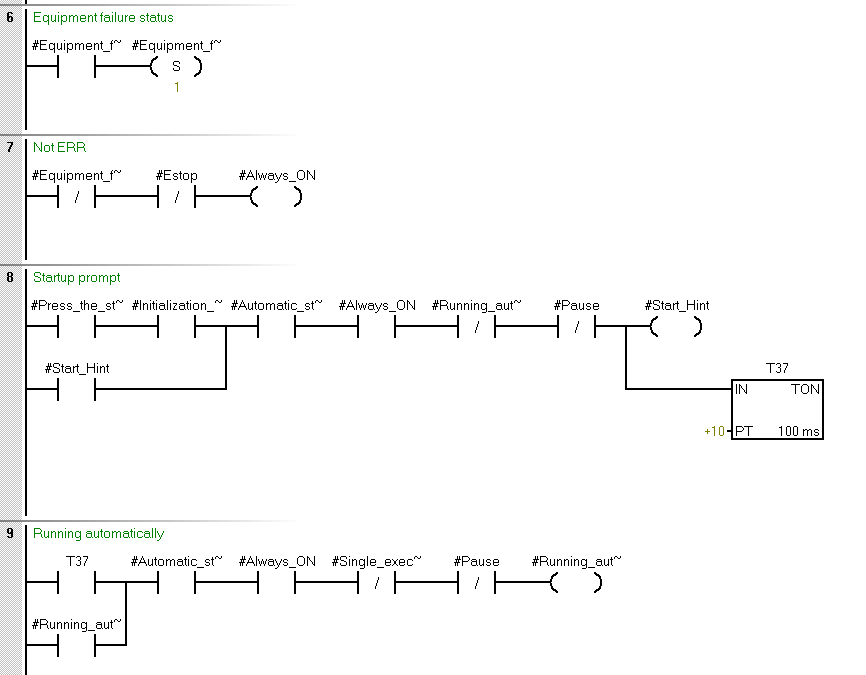 6 Equipment failure status
#Equipment_f~ #Equipment_f~
S
1
7 Not ERR
#Equipment_f~ #Estop #Always_ON
/ /
8 Startup prompt
#Press_the_st~ #Initialization_~ #Automatic_st~ #Always_ON #Running_aut~ #Pause #Start_Hint
/ /
#Start_Hint
T37
IN TON
+10 PT 100 ms
9 Running automatically
T37 #Automatic_st~ #Always_ON #Single_exec~ #Pause #Running_aut~
/ /
#Running_aut~